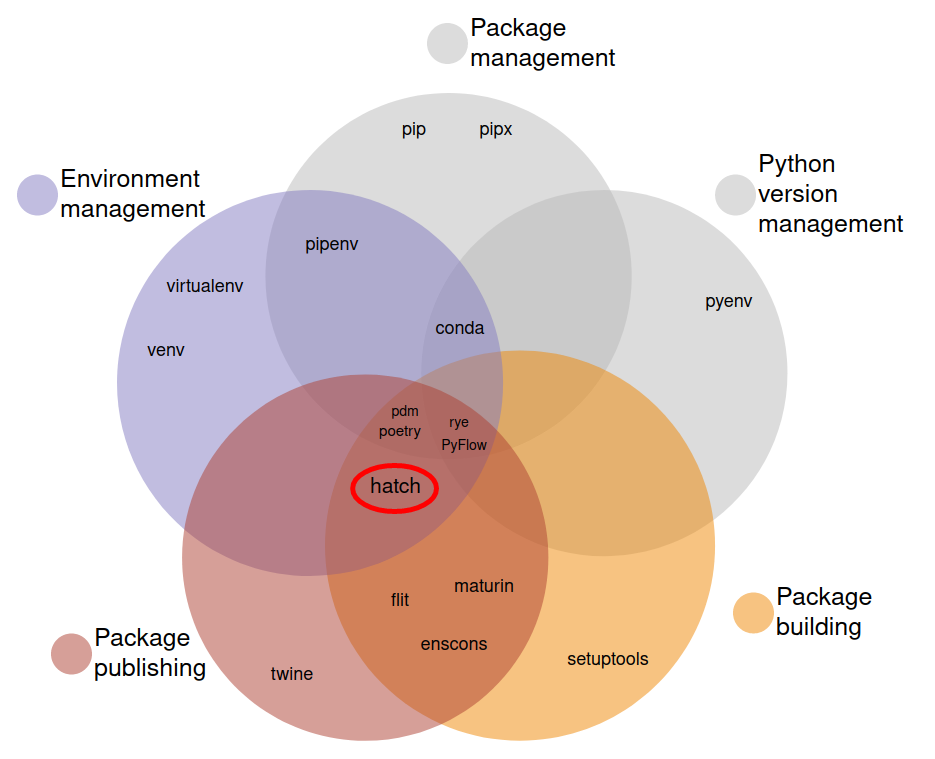 Package
management
Python
version
management
Environment
management
pip
pipx
pipenv
virtualenv
pyenv
conda
venv
pdm
rye
poetry
PyFlow
hatch
maturin
flit
enscons
Package
building
Package
publishing
setuptools
twine